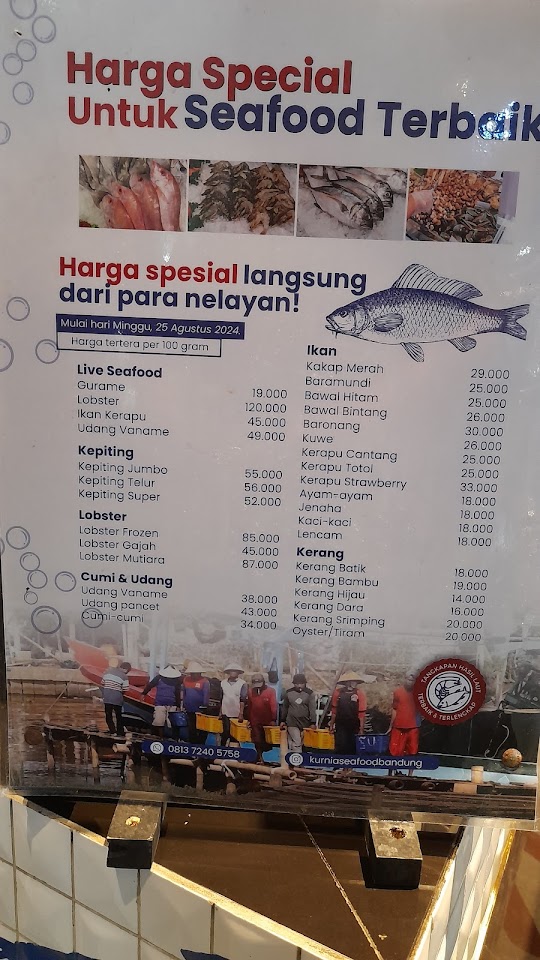 Harga Special
Untuk Seafood Terbaik
Harga spesial langsung
dari para nelayan!
Mulai hari Minggu, 25 Agustus 2024.
Harga tertera per 100 gram
Live Seafood
Gurame 19.000
Lobster 120.000
Ikan Kerapu 45.000
Udang Vaname 49.000
Kepiting
Kepiting Jumbo 55.000
Kepiting Telur 56.000
Kepiting Super 52.000
Lobster
Lobster Frozen 85.000
Lobster Gajah 45.000
Lobster Mutiara 87.000
Cumi & Udang
Udang Vaname 38.000
Udang pancet 43.000
Cumi-cumi 34.000
Ikan
Kakap Merah 29.000
Baramundi 25.000
Bawal Hitam 25.000
Bawal Bintang 26.000
Baronang 30.000
Kuwe 26.000
Kerapu Cantang 25.000
Kerapu Totol 25.000
Kerapu Strawberry 33.000
Ayam-ayam 18.000
Jenaha 18.000
Kaci-kaci 18.000
Lencam 18.000
Kerang
Kerang Batik 18.000
Kerang Bambu 19.000
Kerang Hijau 14.000
Kerang Dara 16.000
Kerang Srimping 20.000
Oyster/Tiram 20.000
TANGKAPAN HASIL LAUT
TERBAIK & TERLENGKAP
0813 7240 5758
kurniaseafoodbandung